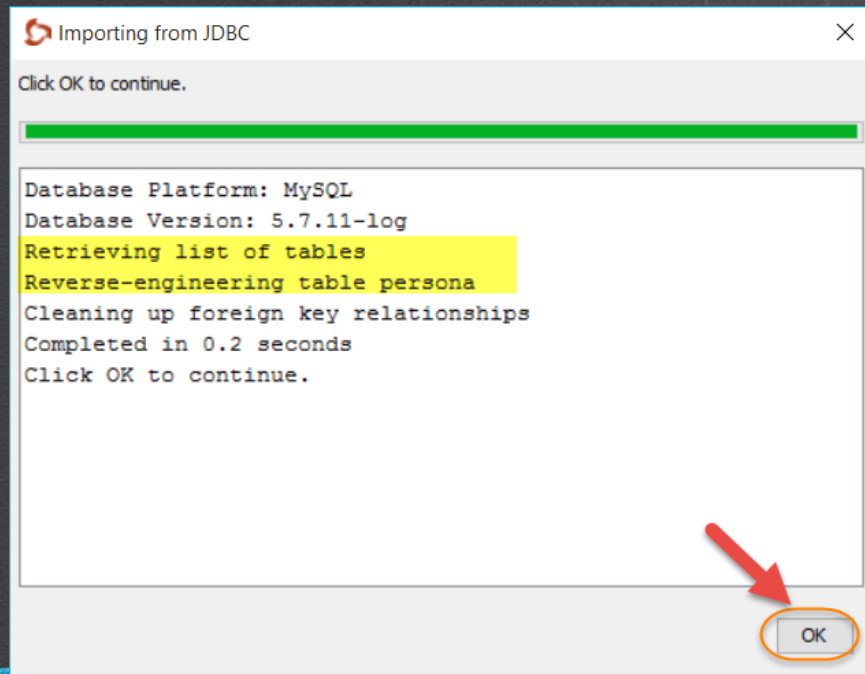 Importing from JDBC
Click OK to continue.
Database Platform: MySQL
Database Version: 5.7.11-log
Retrieving list of tables
Reverse-engineering table persona
Cleaning up foreign key relationships
Completed in 0.2 seconds
Click OK to continue.
OK